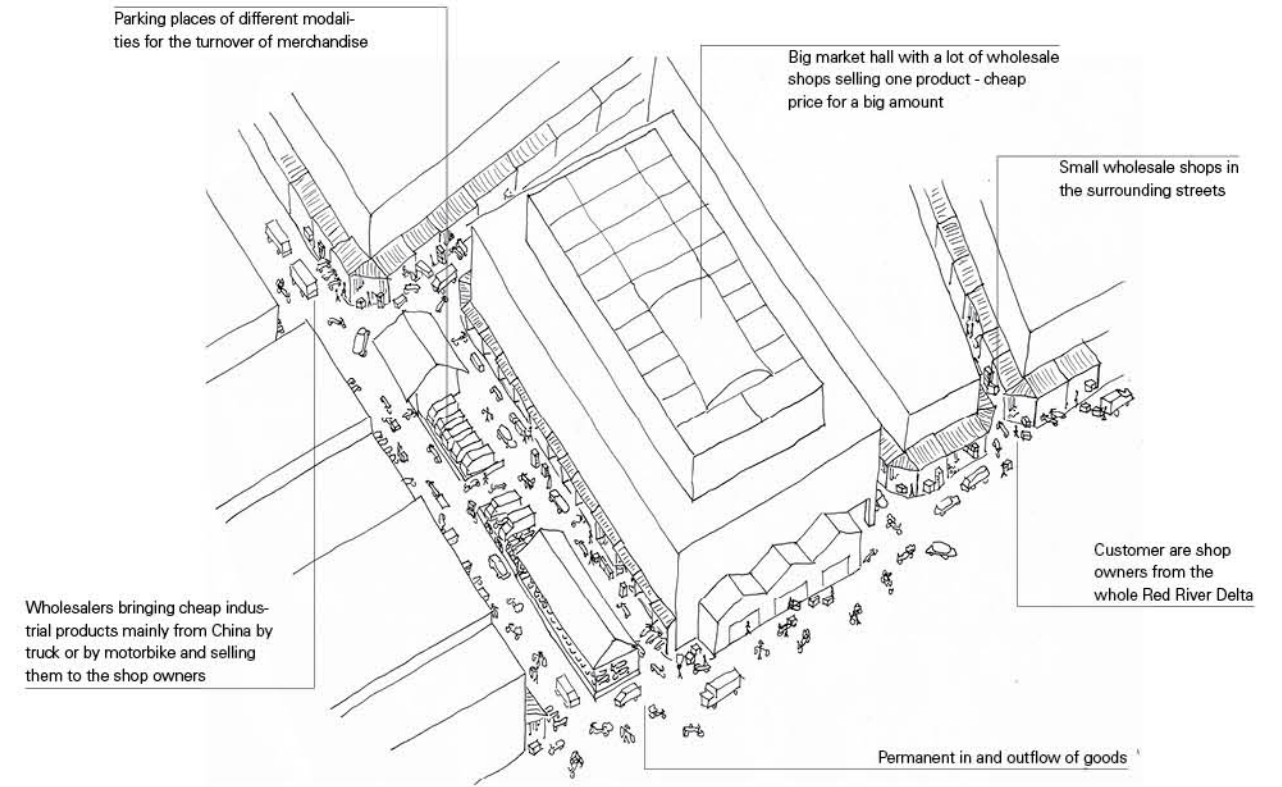 Parking places of different modali-
ties for the turnover of merchandise
Big market hall with a lot of wholesale
shops selling one product - cheap
price for a big amount
Small wholesale shops in
the surrounding streets
Customer are shop
owners from the
whole Red River Delta
Wholesalers bringing cheap indus-
trial products mainly from China by
truck or by motorbike and selling
them to the shop owners
Permanent in and outflow of goods